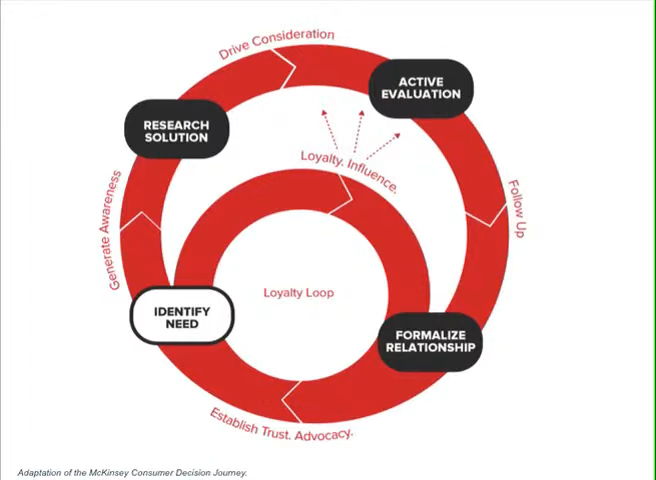 Drive Consideration
ACTIVE
EVALUATION
RESEARCH
SOLUTION
Loyalty. Influence.
Generate Awareness
Follow Up
Loyalty Loop
IDENTIFY
NEED
FORMALIZE
RELATIONSHIP
Establish Trust. Advocacy.
Adaptation of the McKinsey Consumer Decision Journey.